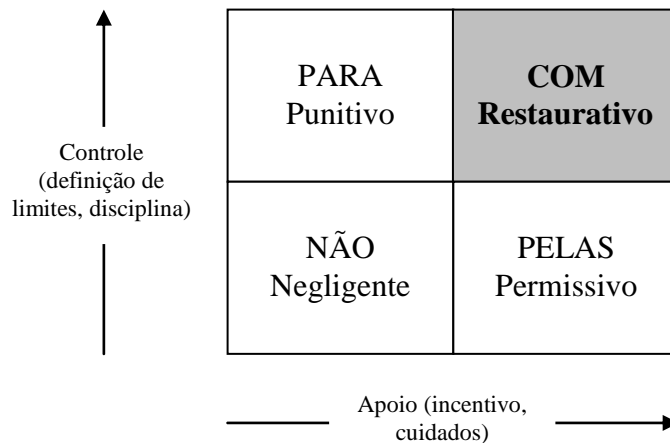 PARA
Punitivo
COM
Restaurativo
Controle
(definição de
limites, disciplina)
NÃO
Negligente
PELAS
Permissivo
Apoio (incentivo,
cuidados)